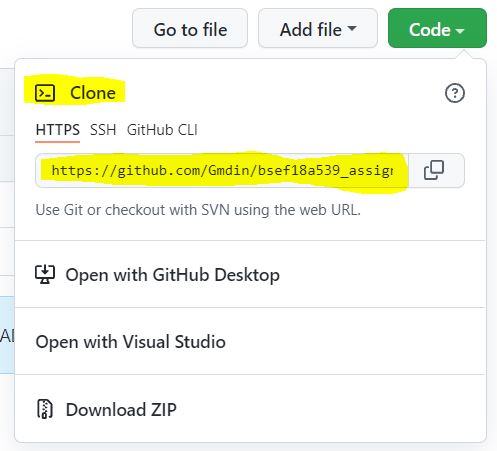 Go to file Add file Code
Clone
HTTPS SSH GitHub CLI
https://github.com/Gmdin/bsef18a539_assign
Use Git or checkout with SVN using the web URL.
Open with GitHub Desktop
Open with Visual Studio
Download ZIP